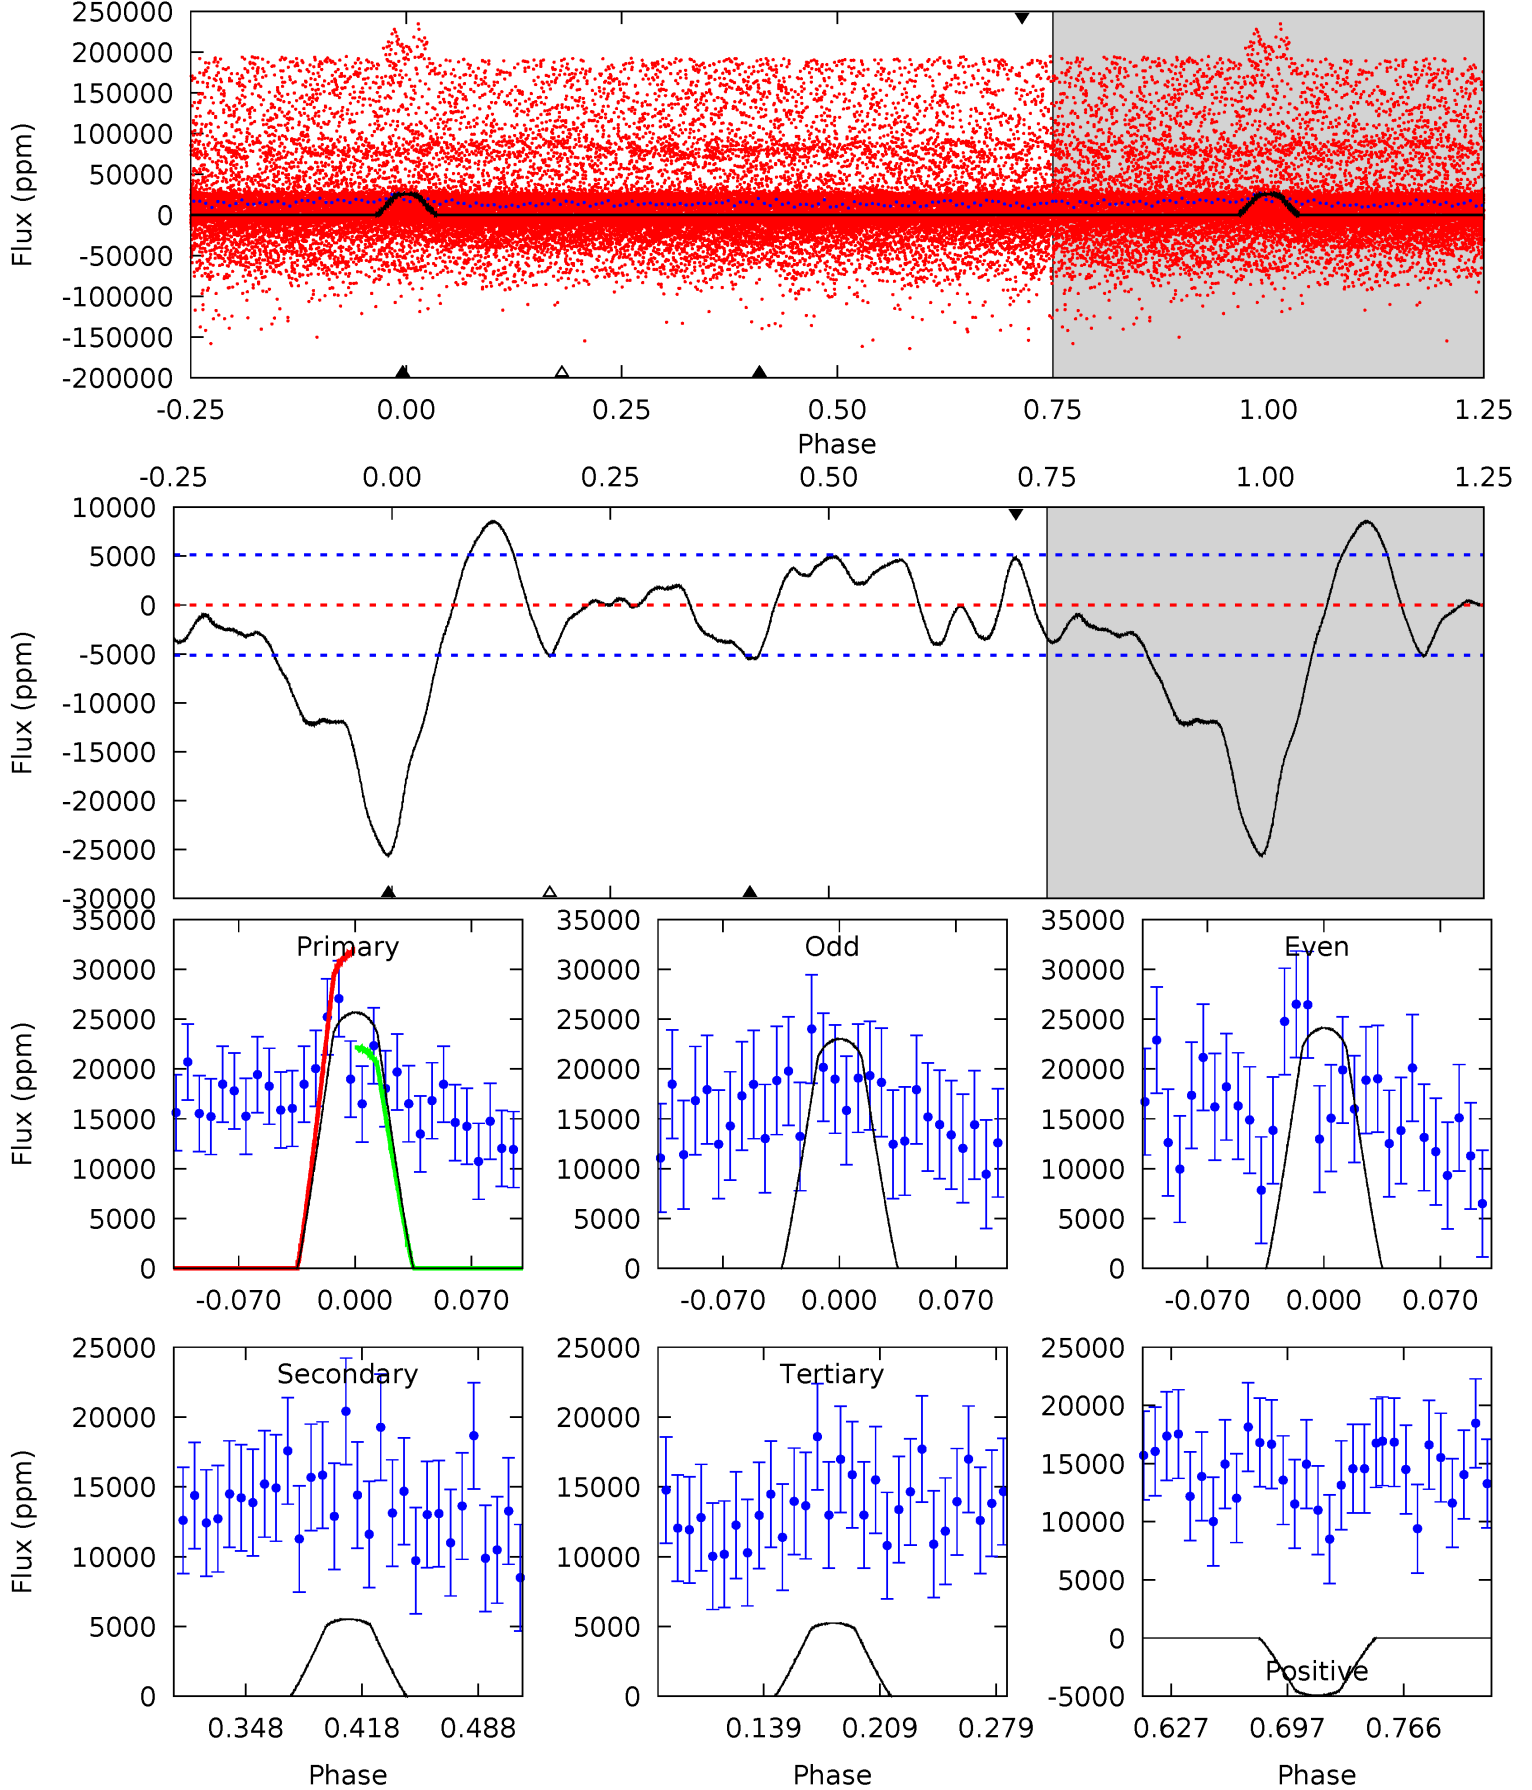 250000
200000
150000
100000
50000
0
-50000
-100000
-150000
-200000
Flux (ppm)
-0.25 0.00 0.25 0.50 0.75 1.00 1.25
Phase
-0.25 0.00 0.25 0.50 0.75 1.00 1.25
10000
5000
0
-5000
-10000
-15000
-20000
-25000
-30000
Flux (ppm)
Primary
35000
30000
25000
20000
15000
10000
5000
0
Flux (ppm)
-0.070 0.000 0.070
Odd
35000
30000
25000
20000
15000
10000
5000
0
-0.070 0.000 0.070
Even
35000
30000
25000
20000
15000
10000
5000
0
-0.070 0.000 0.070
Secondary
25000
20000
15000
10000
5000
0
Flux (ppm)
0.348 0.418 0.488
Phase
Tertiary
25000
20000
15000
10000
5000
0
0.139 0.209 0.279
Phase
25000
20000
15000
10000
5000
0
-5000
Positive
0.627 0.697 0.766
Phase